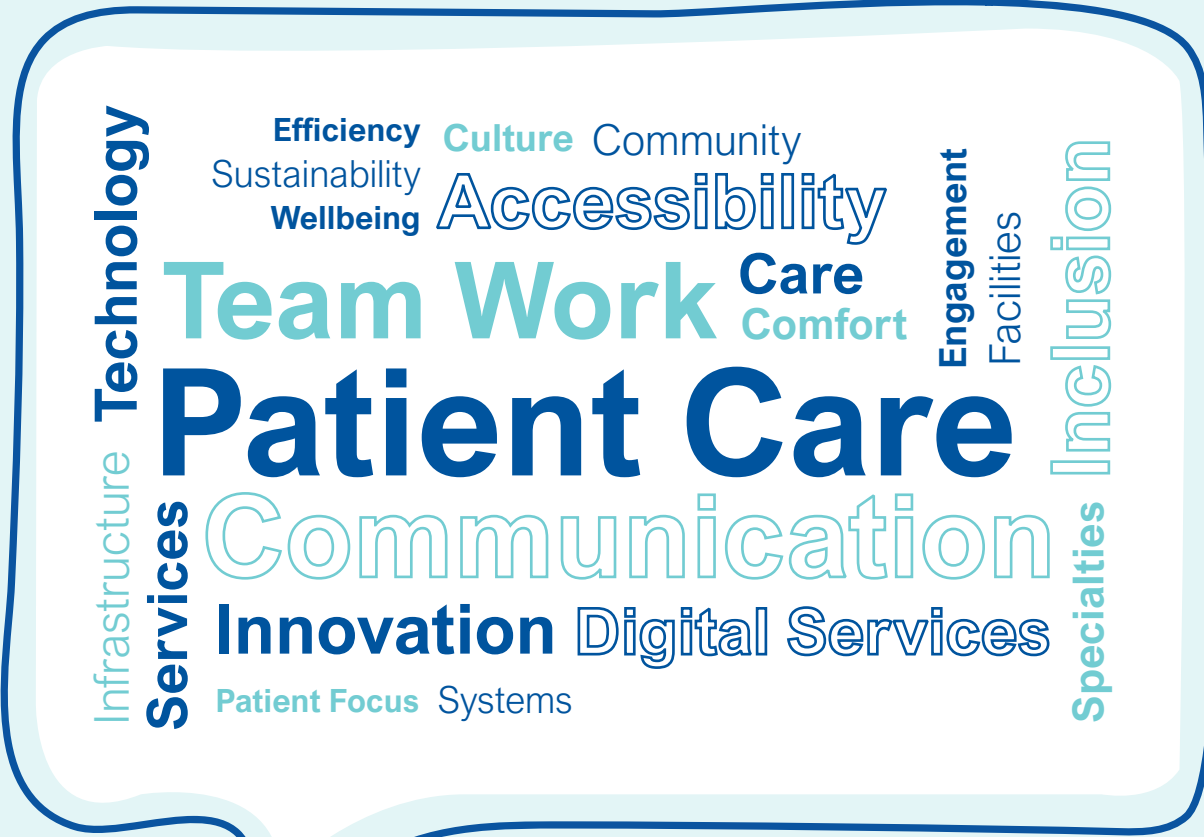 Technology
Efficiency
Culture
Community
Sustainability
Wellbeing
Accessibility
Engagement
Facilities
Inclusion
Team Work
Care
Comfort
Patient Care
Infrastructure
Services
Communication
Specialties
Innovation
Digital Services
Patient Focus
Systems